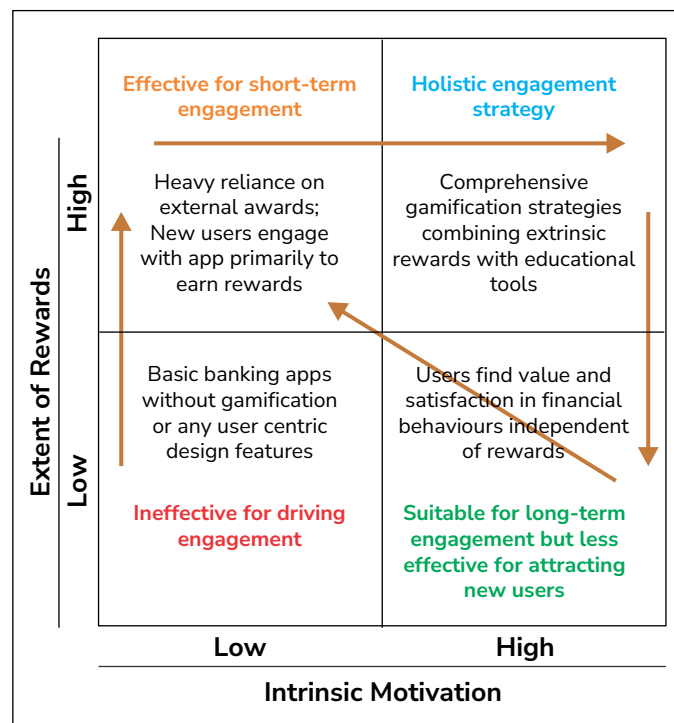 Effective for short-term
engagement
Holistic engagement
strategy
Heavy reliance on
external awards;
New users engage
with app primarily to
earn rewards
Comprehensive
gamification strategies
combining extrinsic
rewards with educational
tools
Basic banking apps
without gamification
or any user centric
design features
Users find value and
satisfaction in financial
behaviours independent
of rewards
Ineffective for driving
engagement
Suitable for long-term
engagement but less
effective for attracting
new users
Extent of Rewards
High
Low
Low
High
Intrinsic Motivation